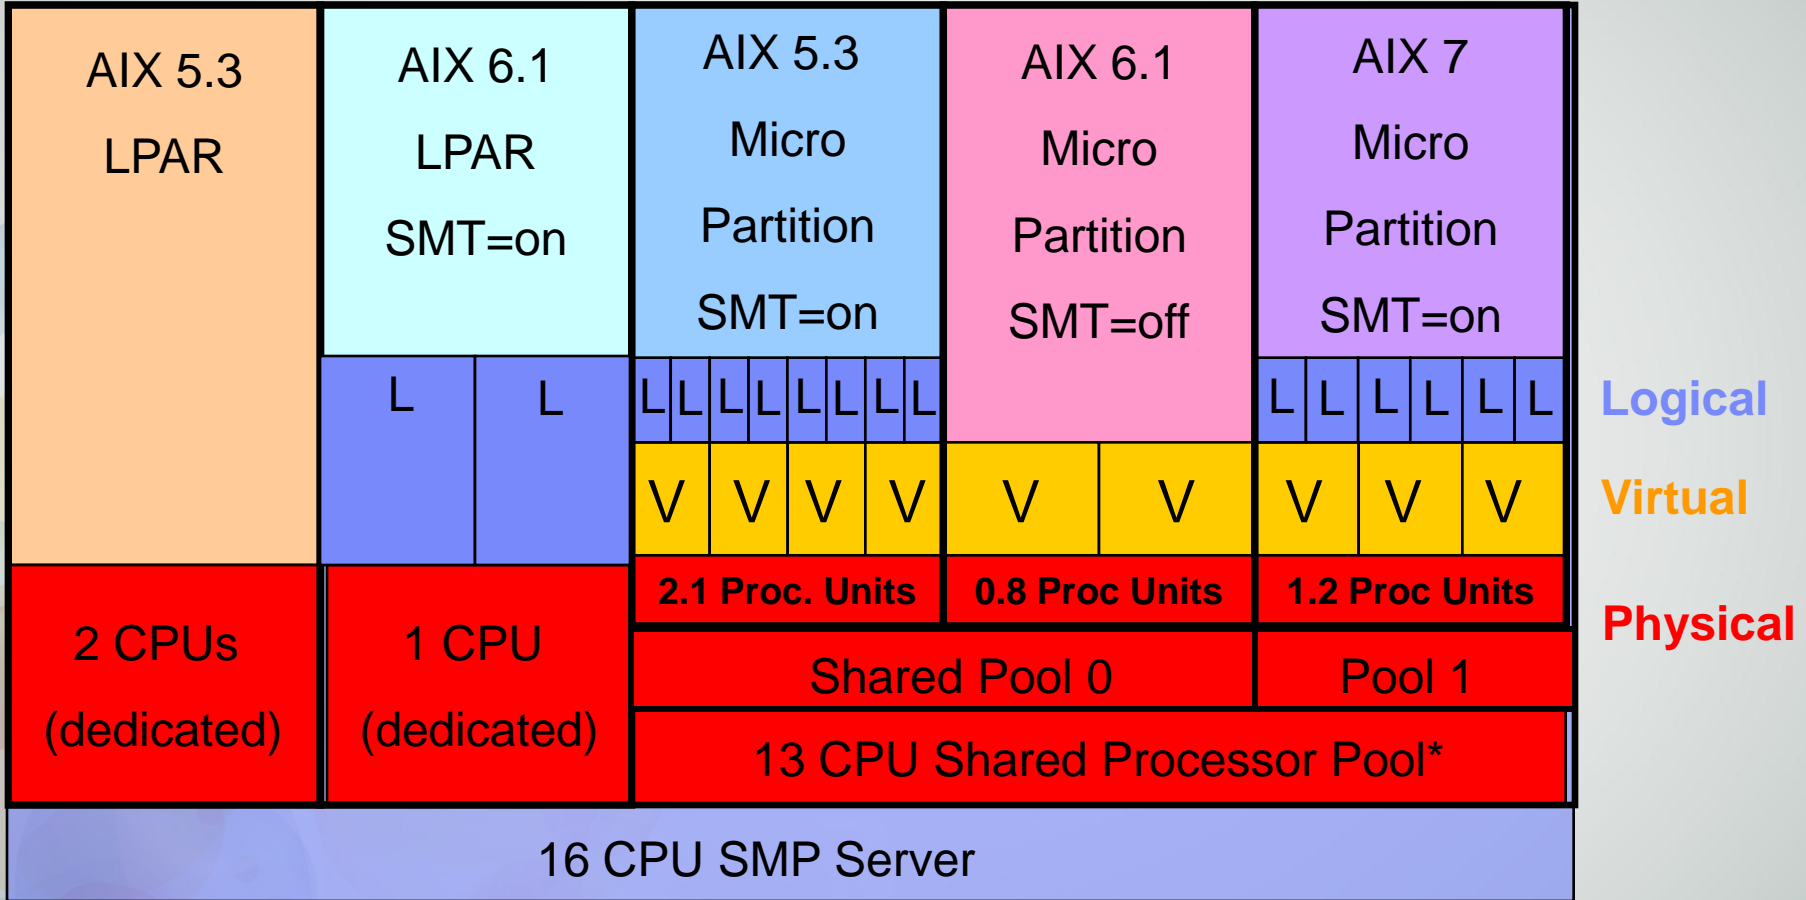 AIX 5.3
LPAR
AIX 6.1
LPAR
SMT=on
AIX 5.3
Micro
Partition
SMT=on
AIX 6.1
Micro
Partition
SMT=off
AIX 7
Micro
Partition
SMT=on
L L
L L L L L L L L
L L L L L L
Logical
V V V V
V V
V V V
Virtual
2.1 Proc. Units
0.8 Proc Units
1.2 Proc Units
Physical
2 CPUs
(dedicated)
1 CPU
(dedicated)
Shared Pool 0
Pool 1
13 CPU Shared Processor Pool*
16 CPU SMP Server